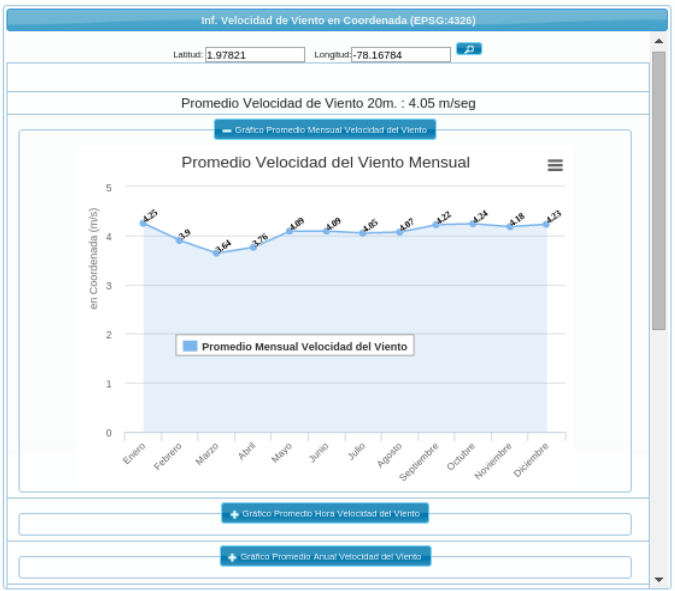 Inf. Velocidad de Viento en Coordenada (EPSG:4326)
Latitud: 1.97821 Longitud: -78.16784
Promedio Velocidad de Viento 20m. : 4.05 m/seg
Gráfico Promedio Mensual Velocidad del Viento
Promedio Velocidad del Viento Mensual
en Coordenada (m/s)
5
4
3
2
1
0
4.25 3.9 3.64 3.76 4.09 4.09 4.05 4.07 4.22 4.24 4.18 4.23
Promedio Mensual Velocidad del Viento
Enero Febrero Marzo Abril Mayo Junio Julio Agosto Septiembre Octubre Noviembre Diciembre
Gráfico Promedio Hora Velocidad del Viento
Gráfico Promedio Anual Velocidad del Viento